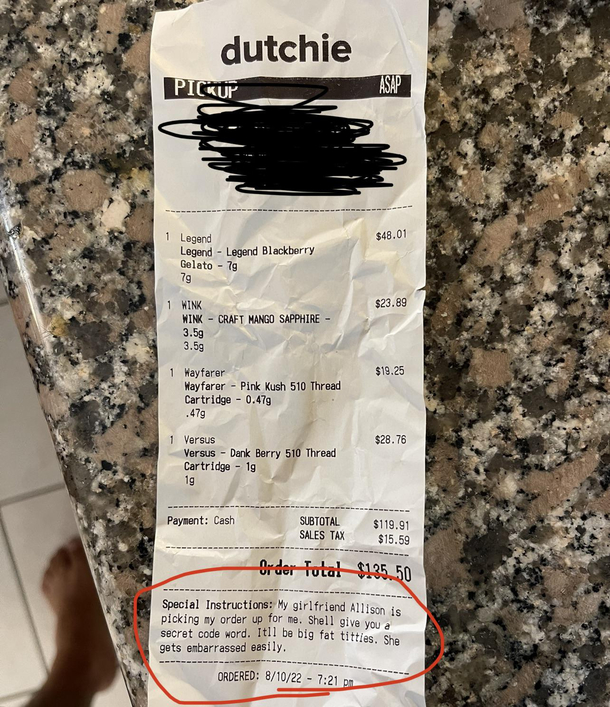 dutchie
PICKUP ASAP
1 Legend $48.01
Legend - Legend Blackberry
Gelato - 7g
7g
1 WINK $23.89
WINK - CRAFT MANGO SAPPHIRE -
3.5g
3.5g
1 Wayfarer $19.25
Wayfarer - Pink Kush 510 Thread
Cartridge - 0.47g
.47g
1 Versus $28.76
Versus - Dank Berry 510 Thread
Cartridge - 1g
1g
Payment: Cash SUBTOTAL $119.91
SALES TAX $15.59
Order Total $135.50
Special Instructions: My girlfriend Allison is
picking my order up for me. Shell give you a
secret code word. Itll be big fat titties. She
gets embarrassed easily.
ORDERED: 8/10/22 - 7:21 pm